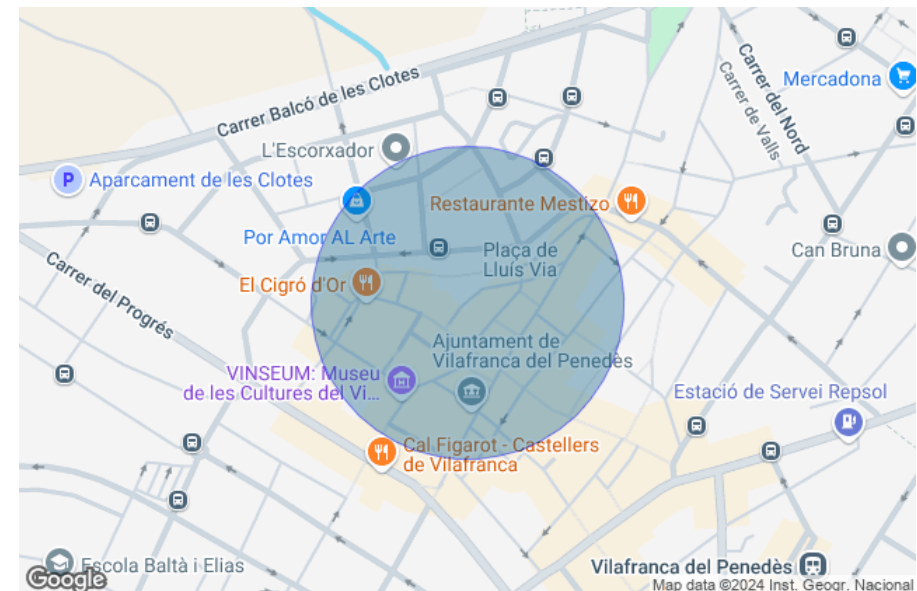 Carrer Balcó de les Clotes
Carrer del Nord
Carrer de Valls
Mercadona
L'Escorxador
P
Aparcament de les Clotes
Restaurante Mestizo
Por Amor AL Arte
Plaça de
Lluís Via
Can Bruna
El Cigró d'Or
Carrer del Progrés
Ajuntament de
Vilafranca del Penedès
VINSEUM: Museu
de les Cultures del Vi...
Estació de Servei Repsol
Cal Figarot - Castellers
de Vilafranca
Escola Baltà i Elias
Vilafranca del Penedès
Google
Map data ©2024 Inst. Geogr. Nacional